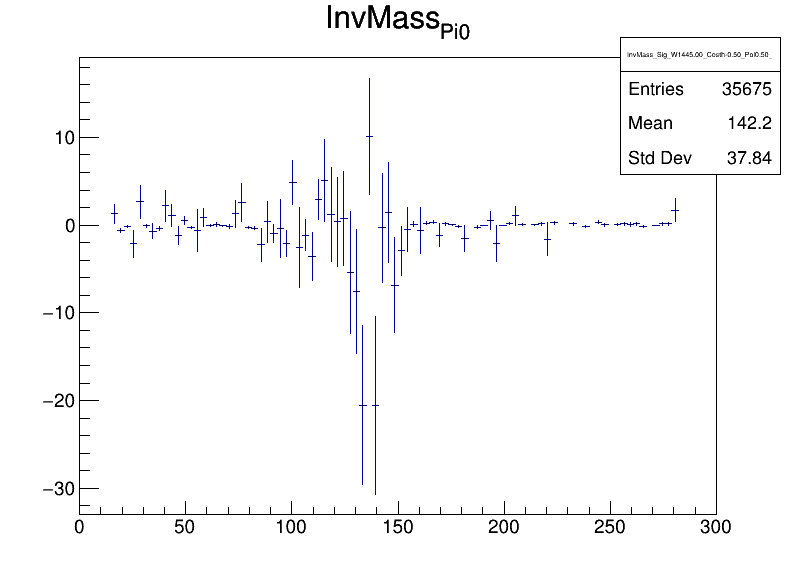 InvMass_Pi0
InvMass_Sig_W1445.00_Costh-0.50_Pol0.50_
Entries 35675
Mean 142.2
Std Dev 37.84
10
0
−10
−20
−30
0 50 100 150 200 250 300